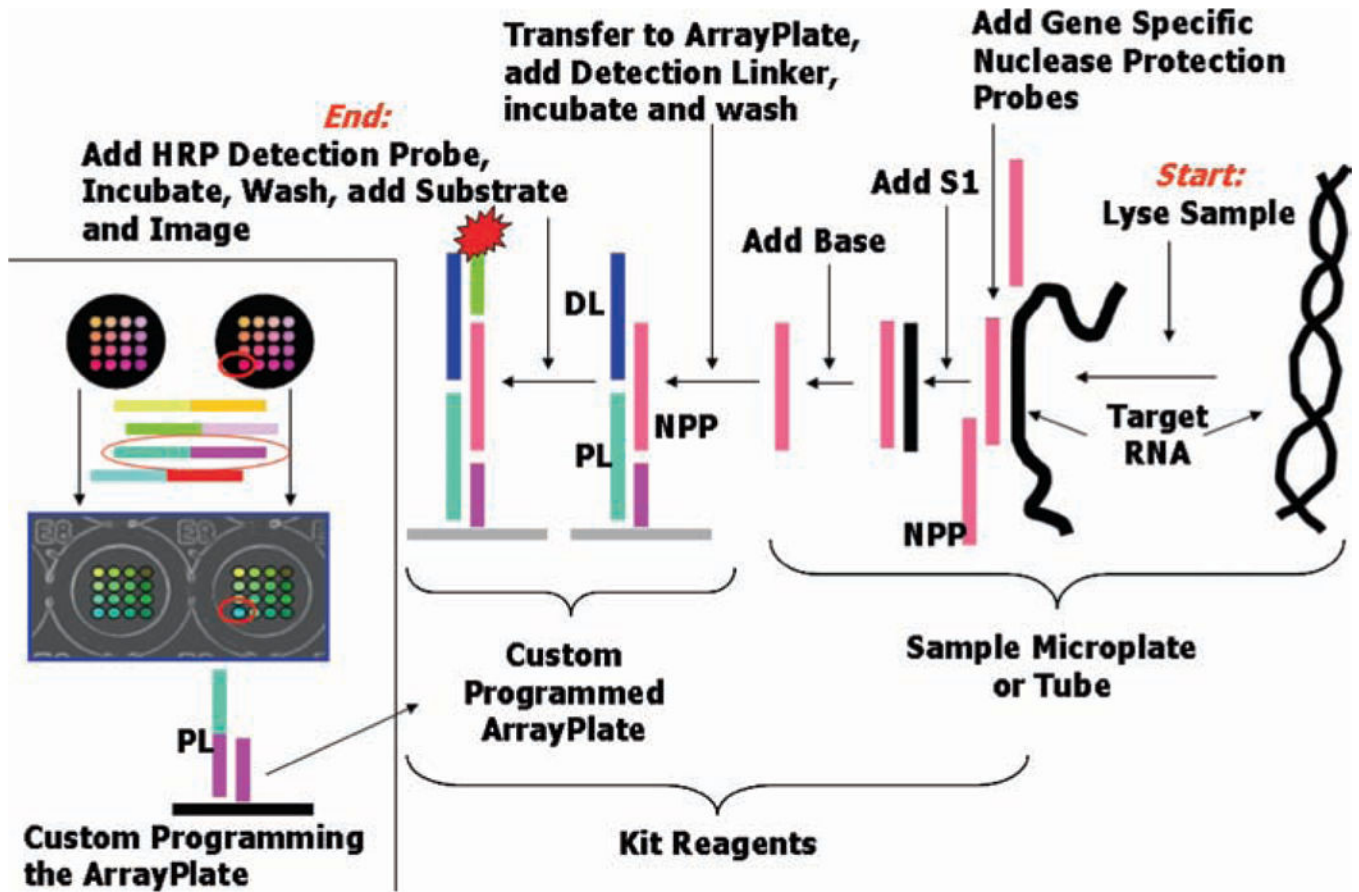 Transfer to ArrayPlate,
add Detection Linker,
incubate and wash
Add Gene Specific
Nuclease Protection
Probes
End:
Add HRP Detection Probe,
Incubate, Wash, add Substrate
and Image
Add S1
Start:
Lyse Sample
Add Base
DL
NPP
PL
Target
RNA
NPP
E8
E9
Custom
Programmed
ArrayPlate
Sample Microplate
or Tube
PL
Custom Programming
the ArrayPlate
Kit Reagents